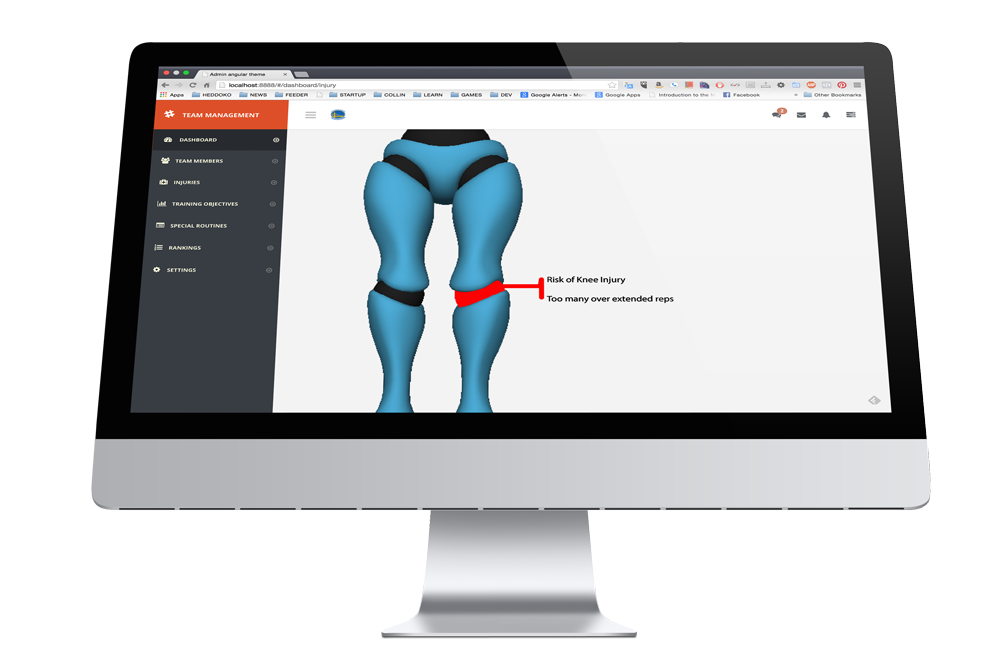 Admin angular theme
localhost:8888/#/dashboard/injury
Apps HEDDOKO NEWS FEEDER STARTUP COLLIN LEARN GAMES DEV Google Alerts - Mon Google Apps Introduction to the Facebook » Other Bookmarks
TEAM MANAGEMENT
DASHBOARD
TEAM MEMBERS
INJURIES
TRAINING OBJECTIVES
SPECIAL ROUTINES
RANKINGS
SETTINGS
Risk of Knee Injury
Too many over extended reps